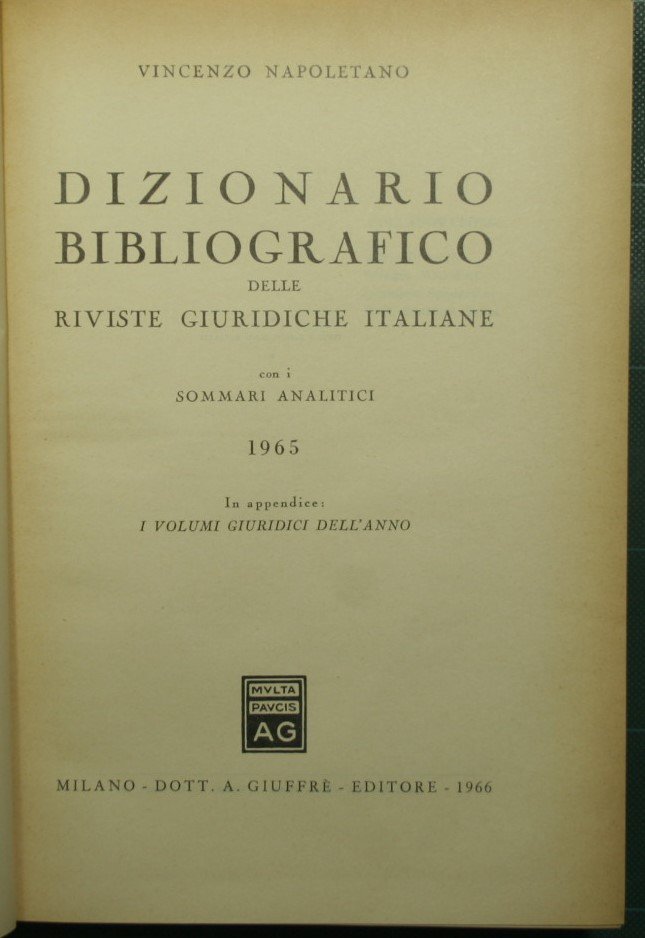 VINCENZO NAPOLETANO
DIZIONARIO
BIBLIOGRAFICO
DELLE
RIVISTE GIURIDICHE ITALIANE
con i
SOMMARI ANALITICI
1965
In appendice:
I VOLUMI GIURIDICI DELL'ANNO
MVLTA
PAVCIS
AG
MILANO - DOTT. A. GIUFFRÈ - EDITORE - 1966